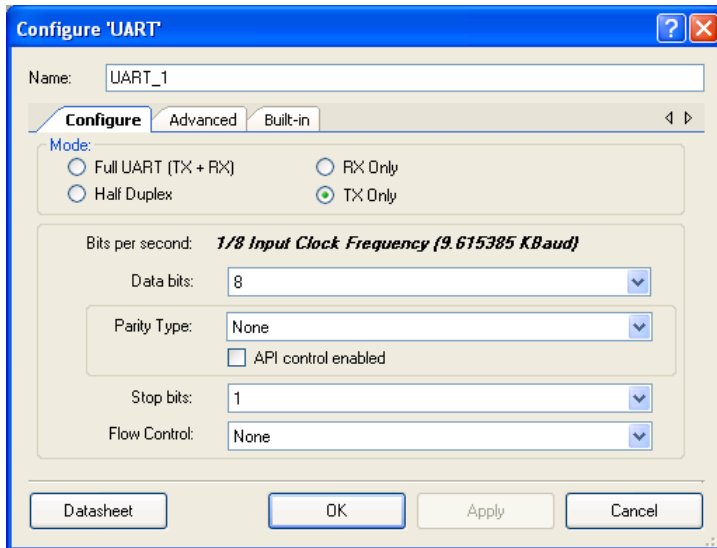 Configure 'UART'
Name: UART_1
Configure Advanced Built-in
Mode:
Full UART (TX + RX) RX Only
Half Duplex TX Only
Bits per second: 1/8 Input Clock Frequency (9.615385 KBaud)
Data bits: 8
Parity Type: None
API control enabled
Stop bits: 1
Flow Control: None
Datasheet OK Apply Cancel